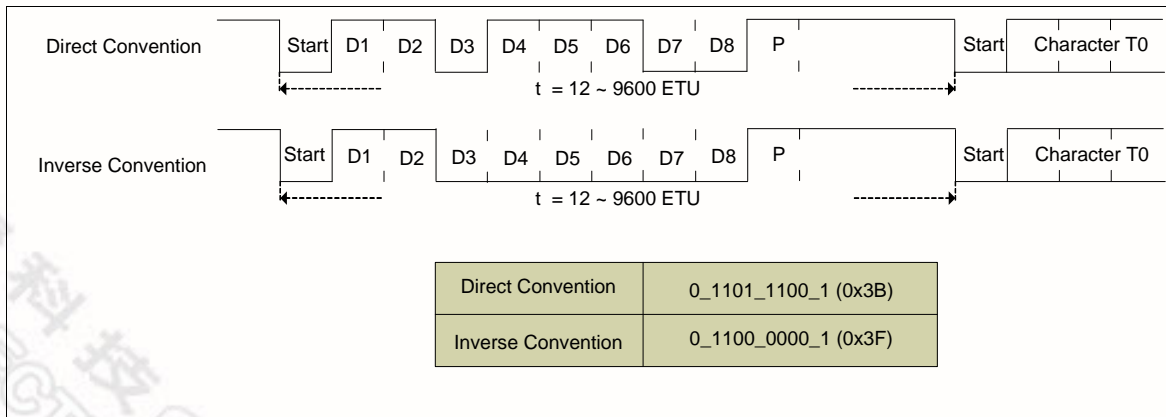 Direct Convention Start D1 D2 D3 D4 D5 D6 D7 D8 P Start Character T0
t = 12 ~ 9600 ETU
Inverse Convention Start D1 D2 D3 D4 D5 D6 D7 D8 P Start Character T0
t = 12 ~ 9600 ETU
Direct Convention 0_1101_1100_1 (0x3B)
Inverse Convention 0_1100_0000_1 (0x3F)
科技